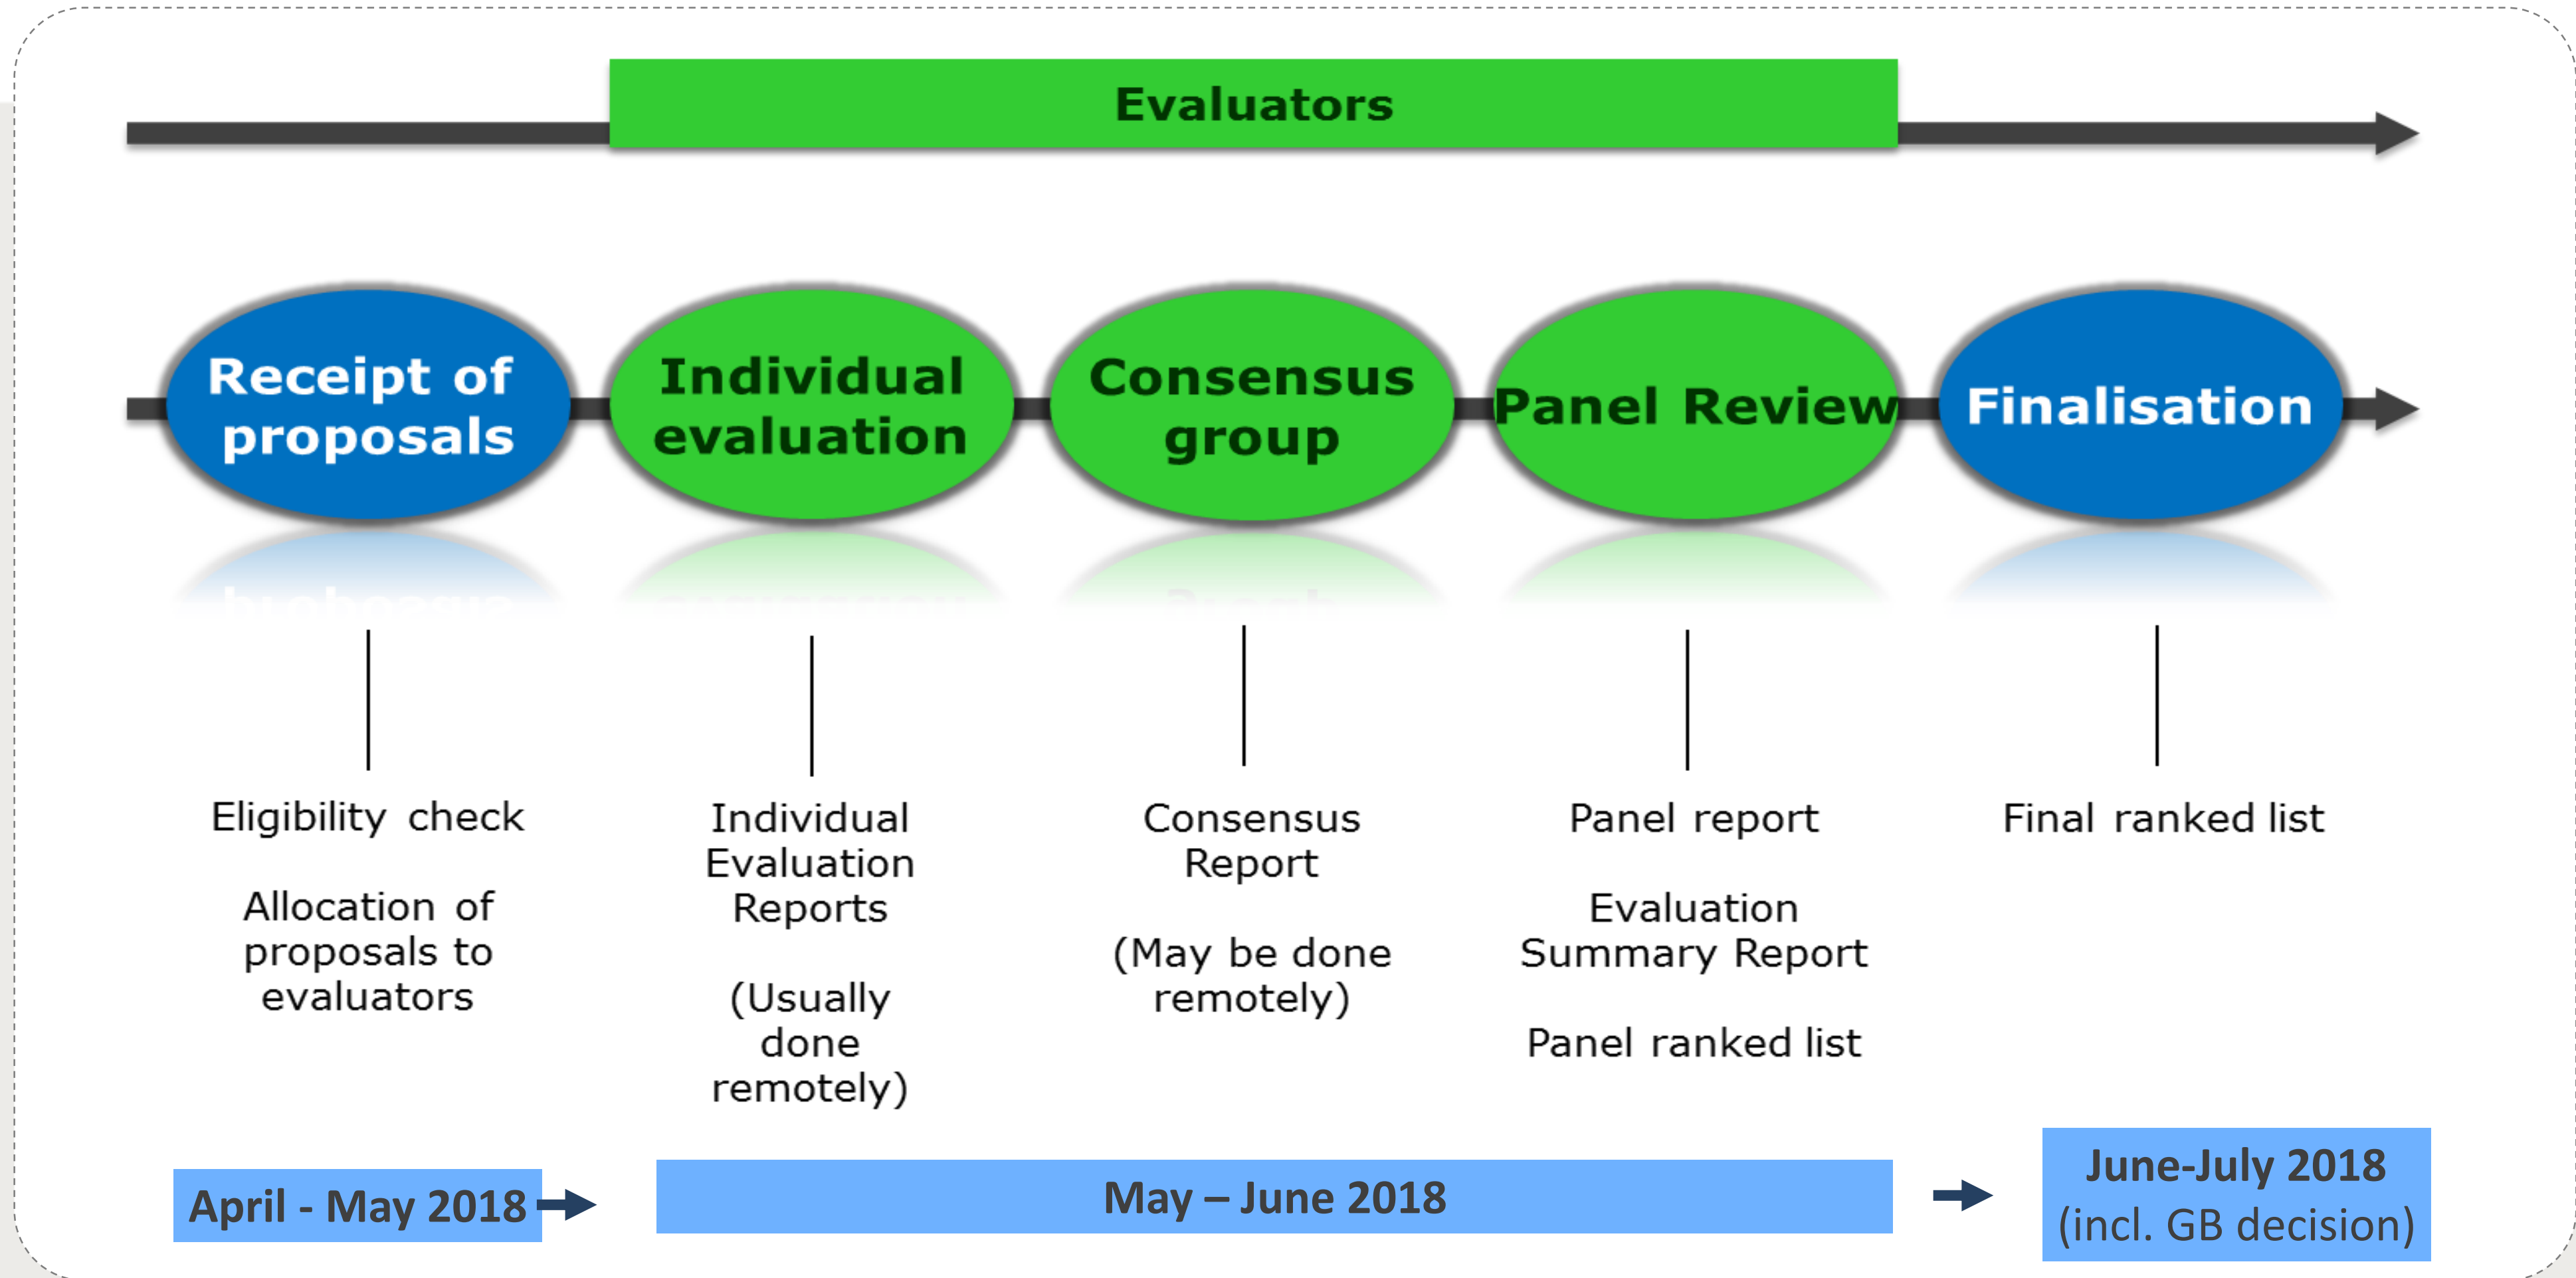 Evaluators
Receipt of
proposals
Individual
evaluation
Consensus
group
Panel Review
Finalisation
Eligibility check
Allocation of
proposals to
evaluators
Individual
Evaluation
Reports
(Usually
done
remotely)
Consensus
Report
(May be done
remotely)
Panel report
Evaluation
Summary Report
Panel ranked list
Final ranked list
April - May 2018
May – June 2018
June-July 2018
(incl. GB decision)